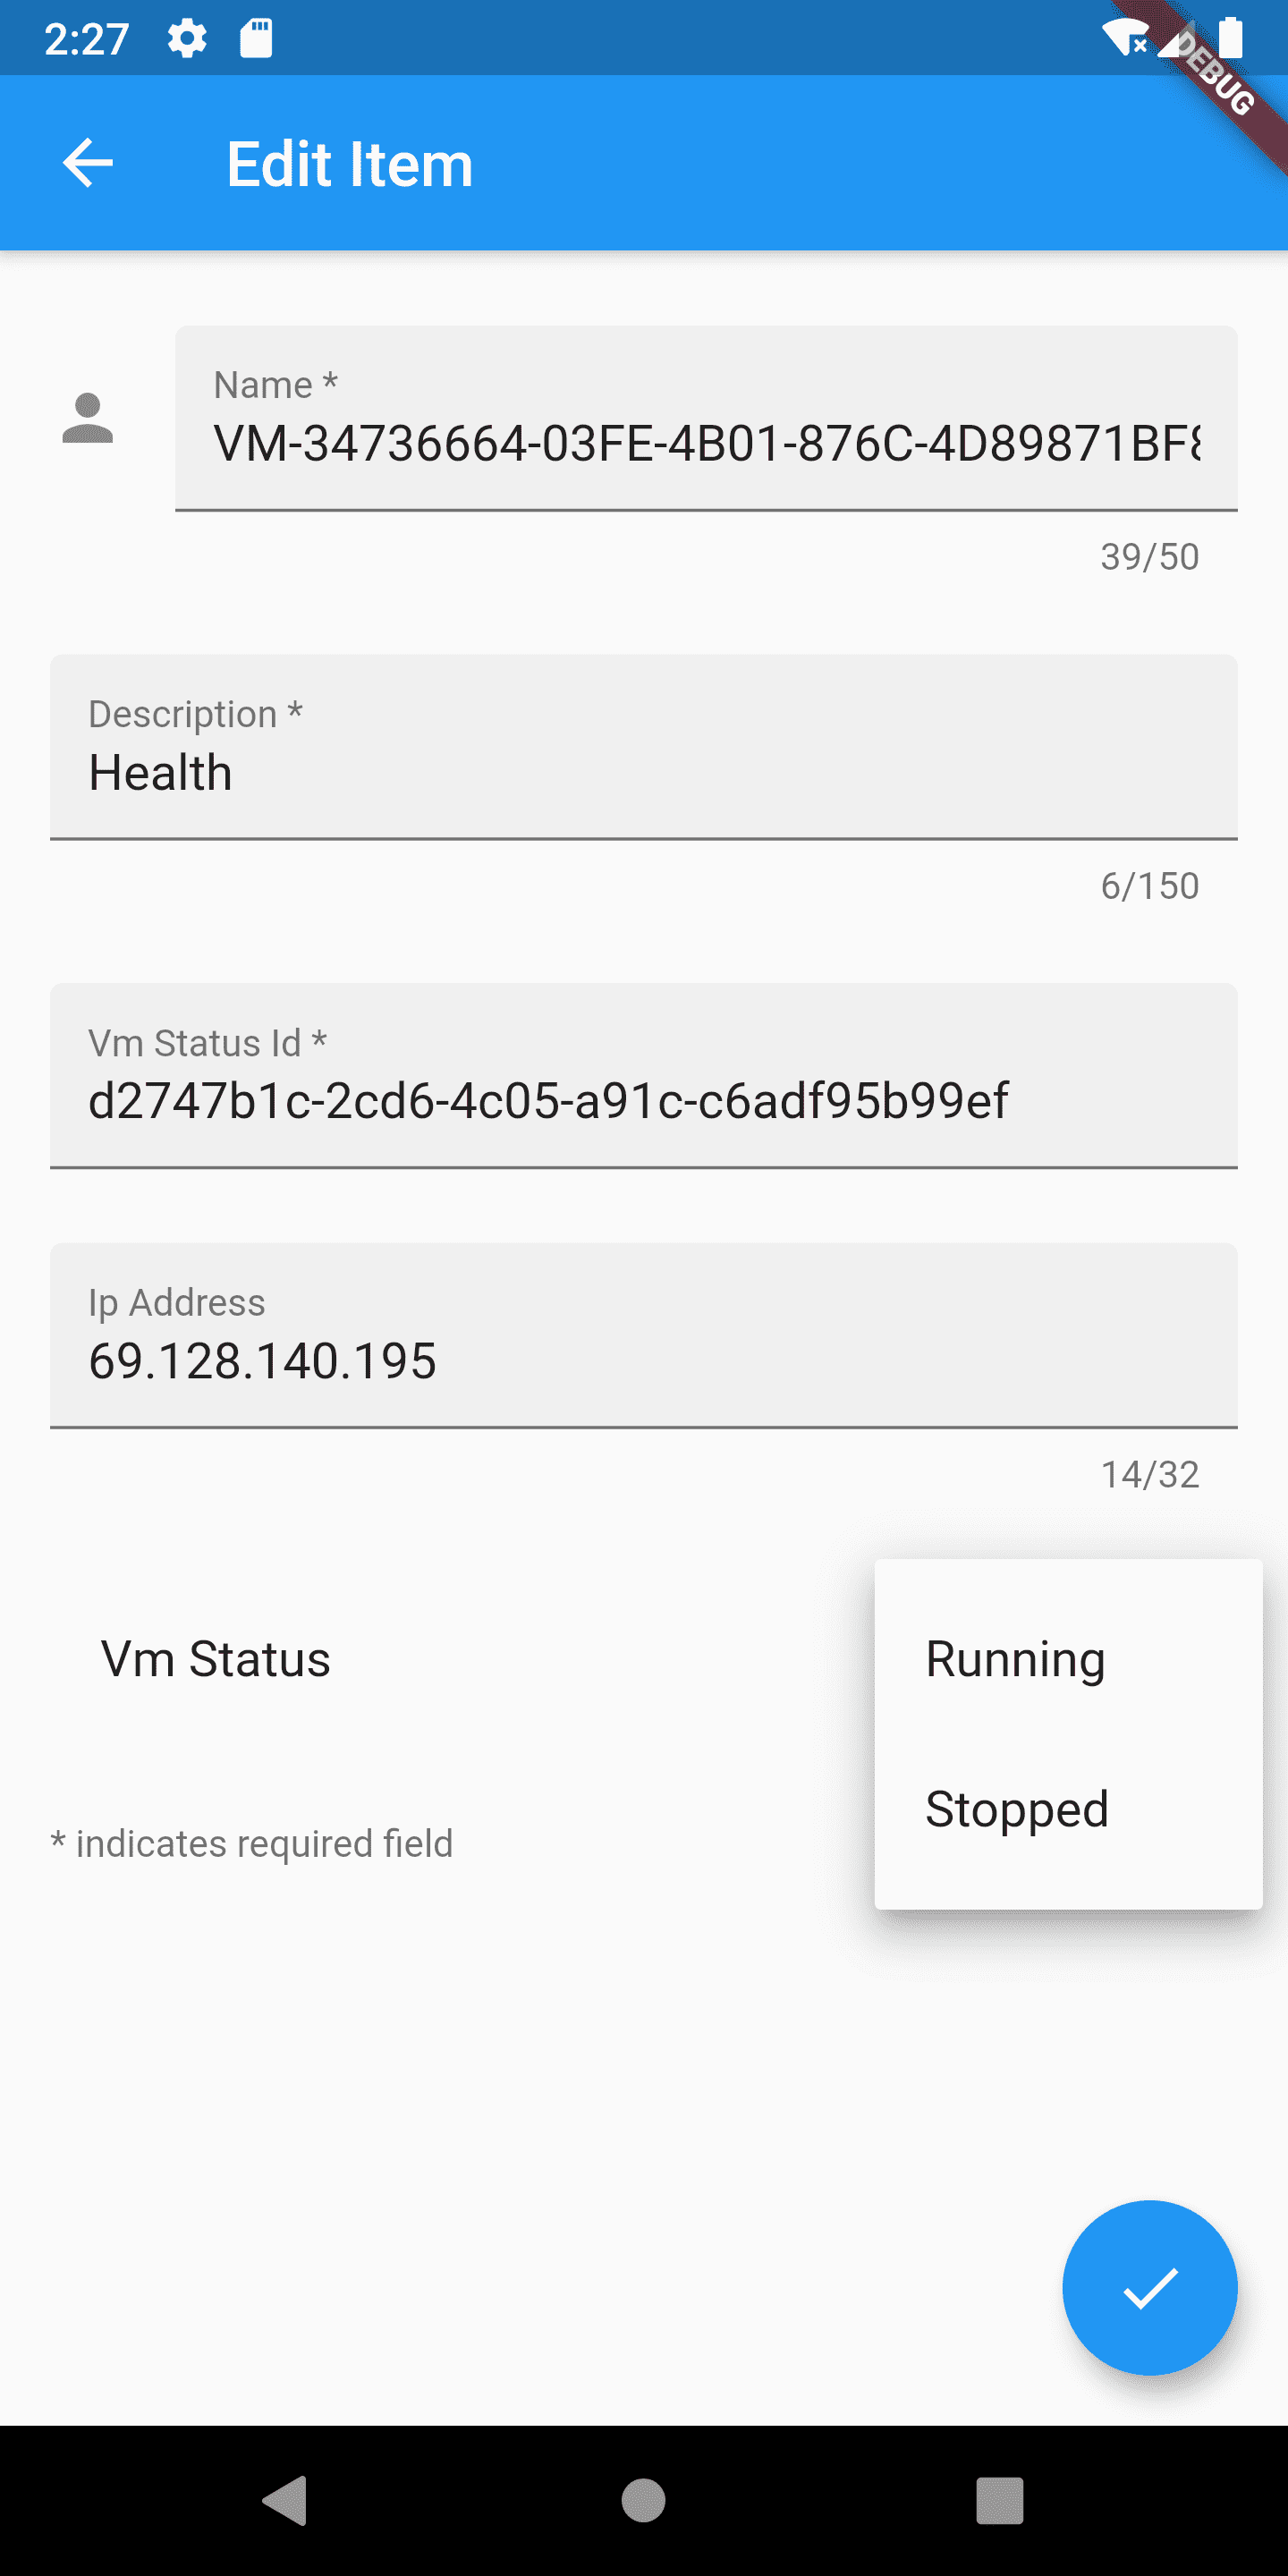 2:27
DEBUG
Edit Item
Name *
VM-34736664-03FE-4B01-876C-4D89871BF
39/50
Description *
Health
6/150
Vm Status Id *
d2747b1c-2cd6-4c05-a91c-c6adf95b99ef
Ip Address
69.128.140.195
14/32
Vm Status
Running
Stopped
* indicates required field